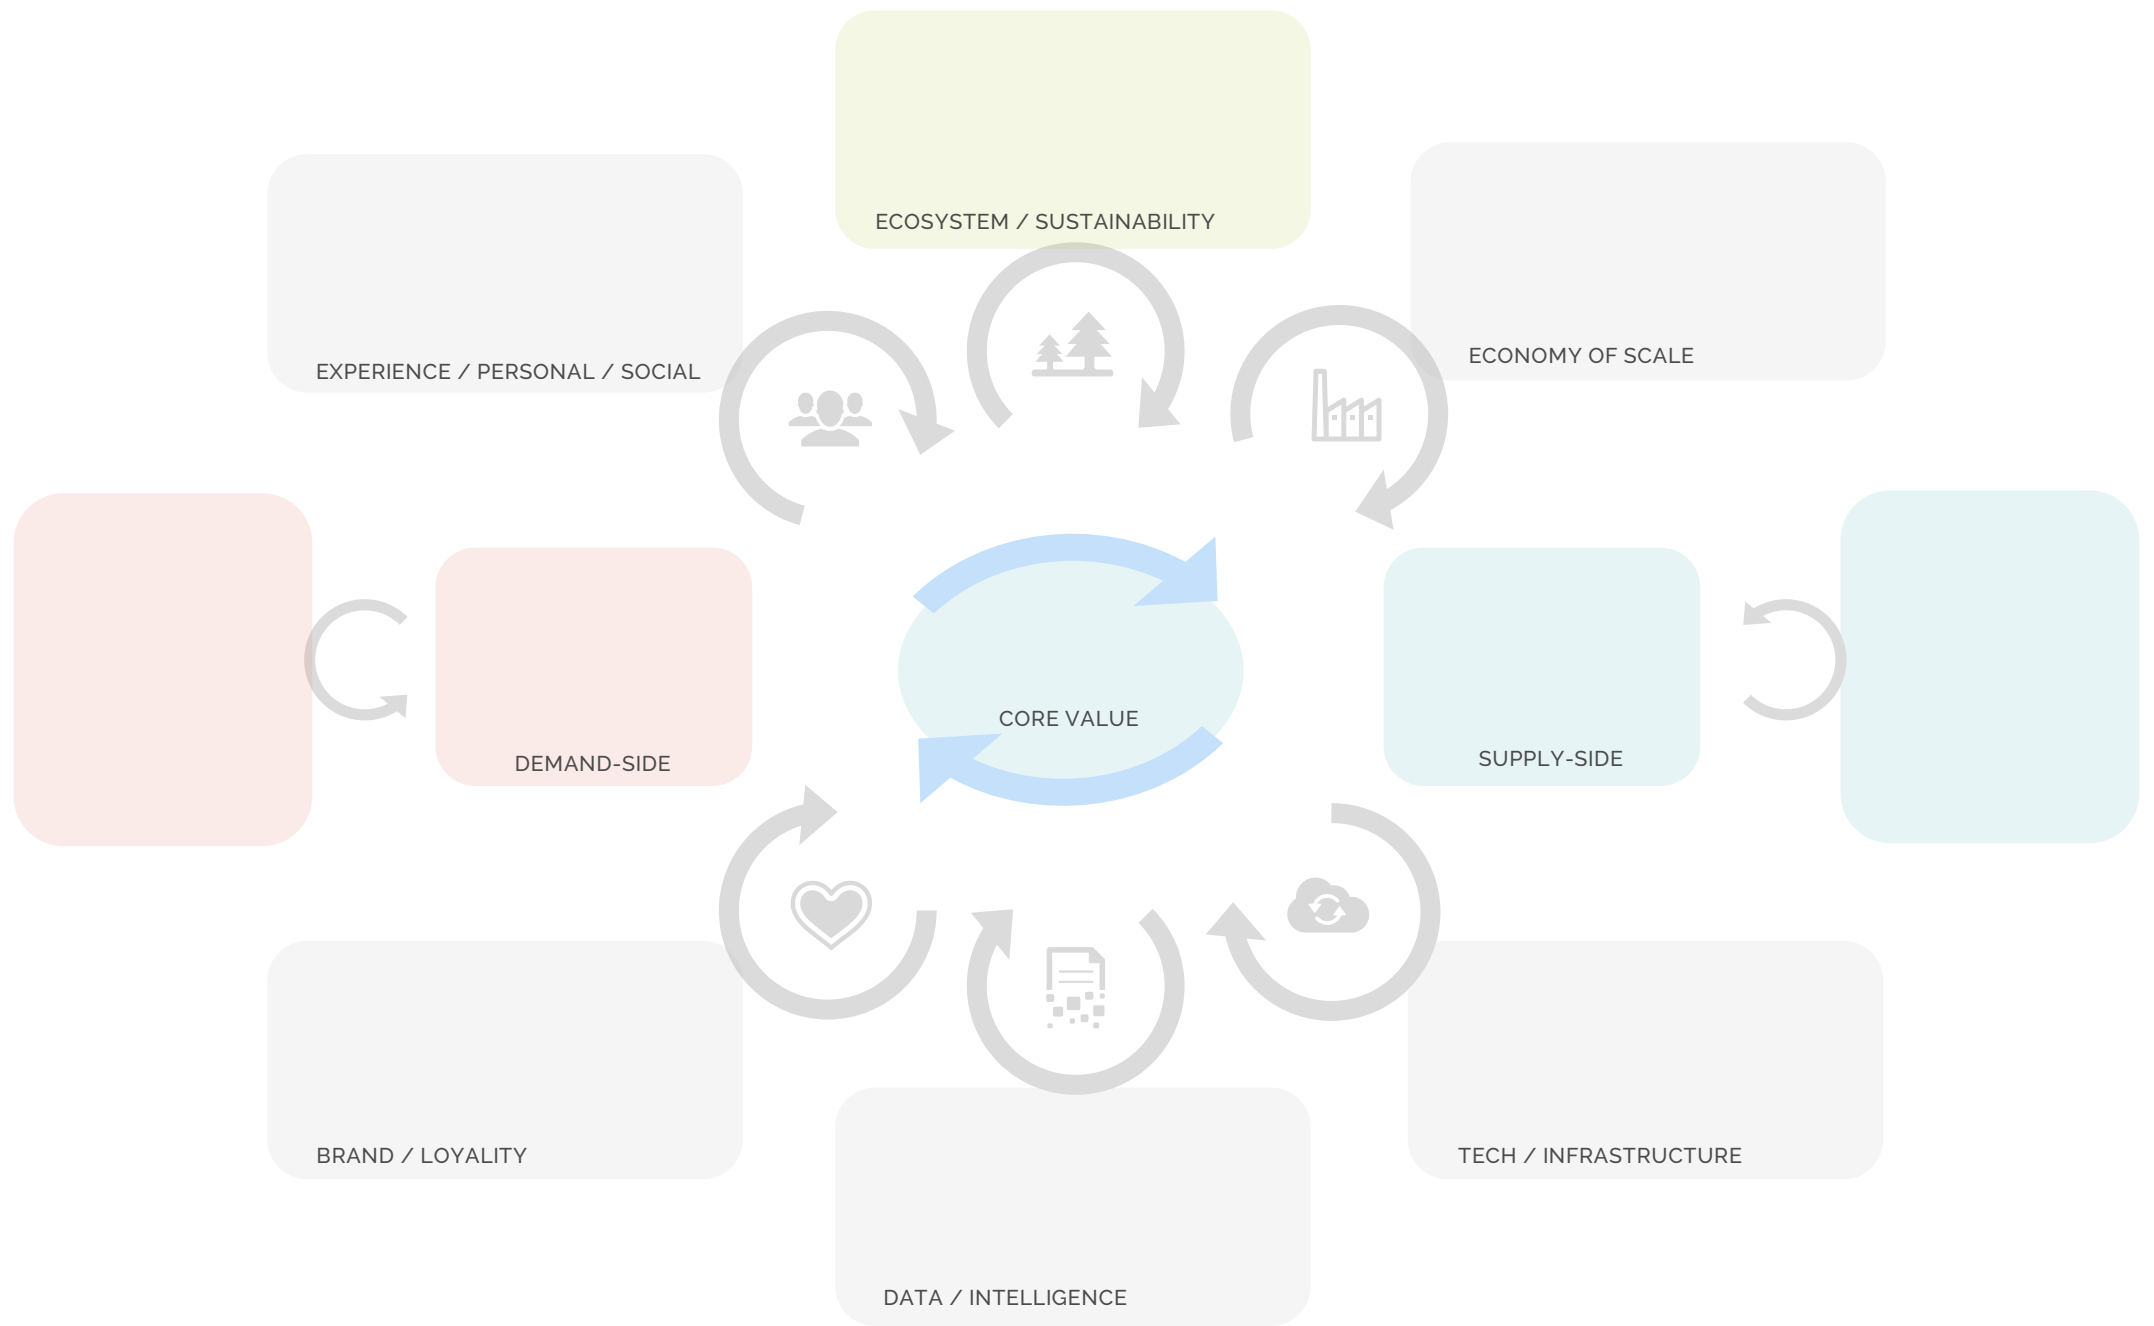 ECOSYSTEM / SUSTAINABILITY
ECONOMY OF SCALE
EXPERIENCE / PERSONAL / SOCIAL
CORE VALUE
DEMAND-SIDE
SUPPLY-SIDE
BRAND / LOYALITY
TECH / INFRASTRUCTURE
DATA / INTELLIGENCE